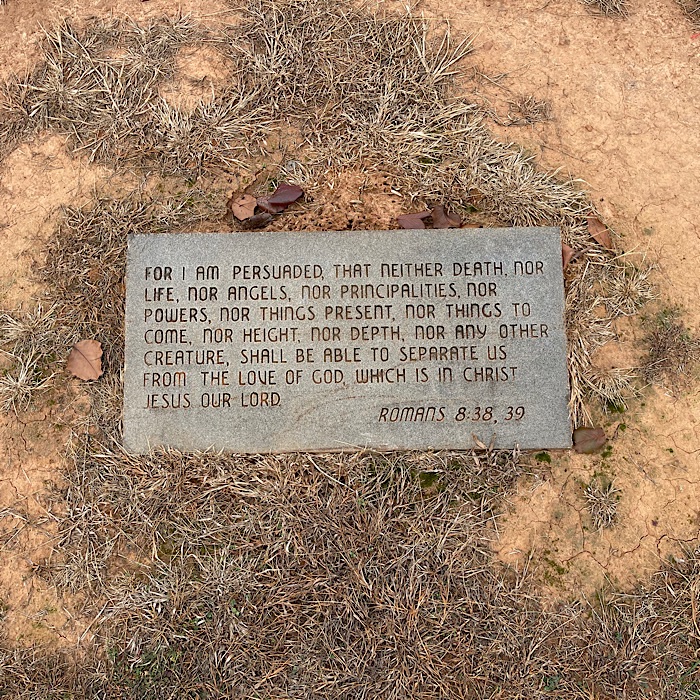 FOR I AM PERSUADED, THAT NEITHER DEATH, NOR
LIFE, NOR ANGELS, NOR PRINCIPALITIES, NOR
POWERS, NOR THINGS PRESENT, NOR THINGS TO
COME, NOR HEIGHT, NOR DEPTH, NOR ANY OTHER
CREATURE, SHALL BE ABLE TO SEPARATE US
FROM THE LOVE OF GOD, WHICH IS IN CHRIST
JESUS OUR LORD.
ROMANS 8:38, 39